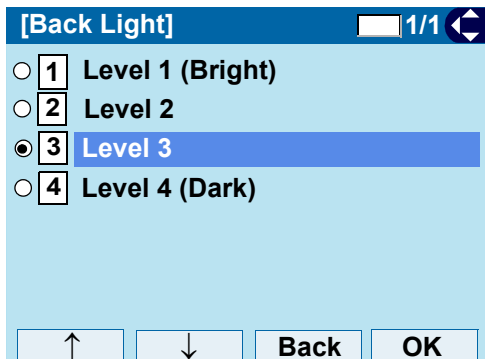 [Back Light] 1/1
1 Level 1 (Bright)
2 Level 2
3 Level 3
4 Level 4 (Dark)
↑ ↓ Back OK